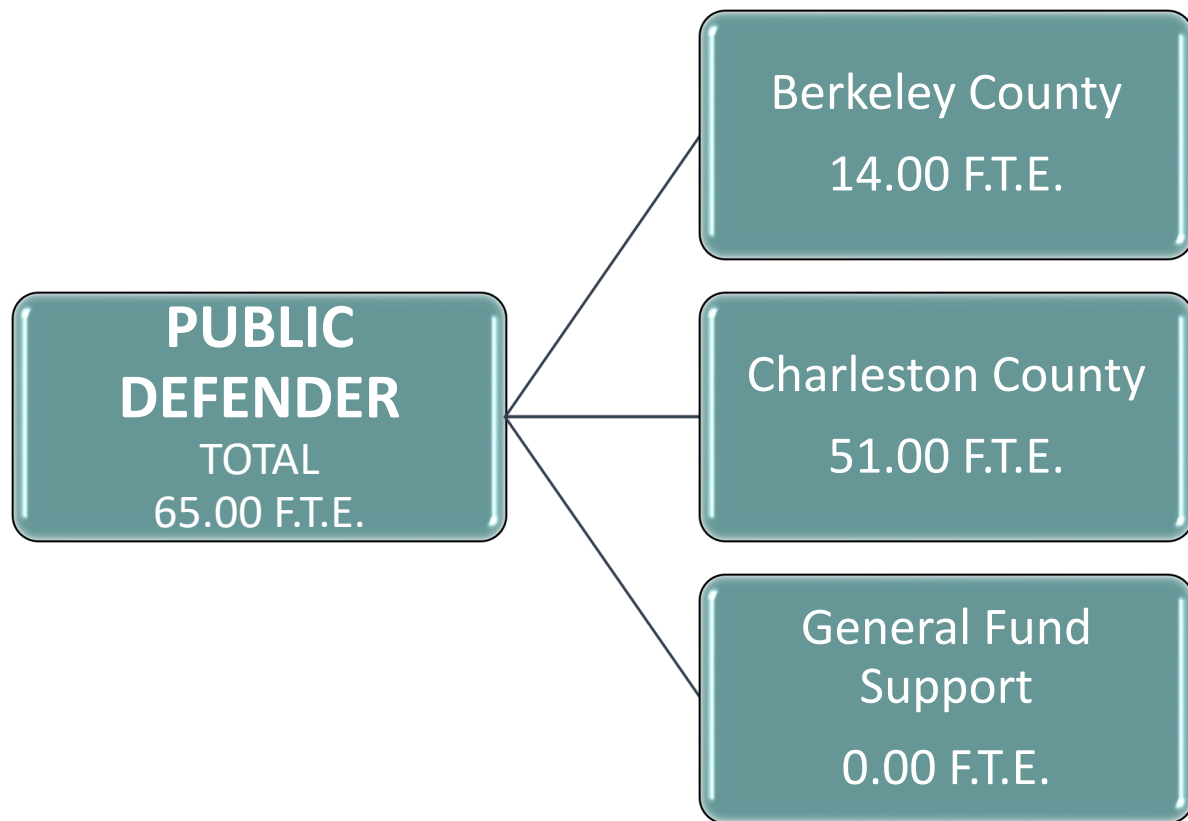 PUBLIC
DEFENDER
TOTAL
65.00 F.T.E.
Berkeley County
14.00 F.T.E.
Charleston County
51.00 F.T.E.
General Fund
Support
0.00 F.T.E.